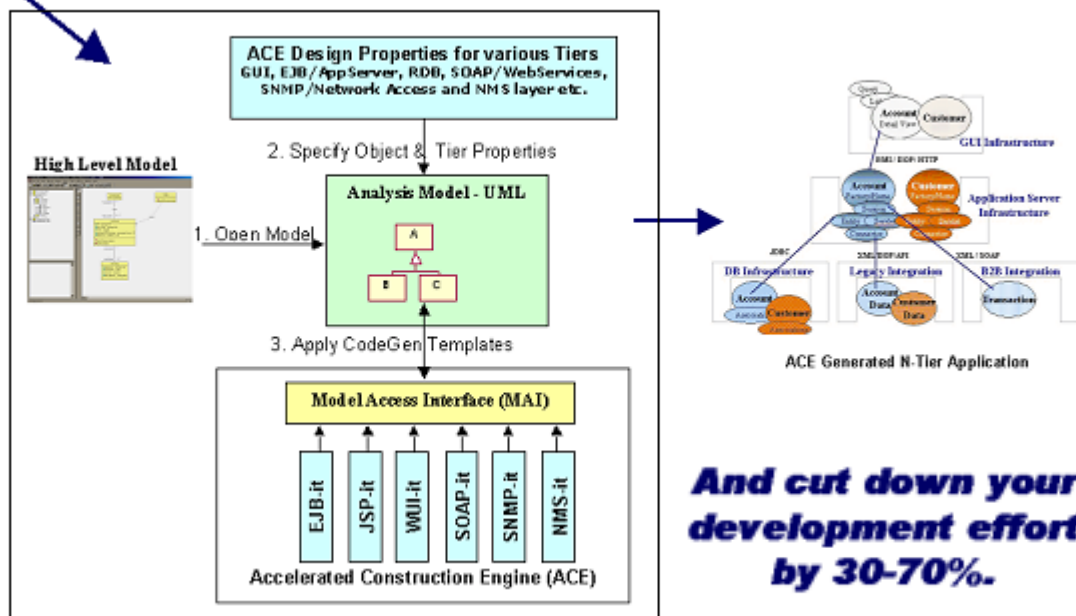 ACE Design Properties for various Tiers
GUI, EJB/AppServer, RDB, SOAP/WebServices,
SNMP/Network Access and NMS layer etc.
2. Specify Object & Tier Properties
High Level Model
Analysis Model - UML
1. Open Model
A
B
C
3. Apply CodeGen Templates
Model Access Interface (MAI)
EJB-it
JSP-it
WUI-it
SOAP-it
SNMP-it
NMS-it
Accelerated Construction Engine (ACE)
Account
Detail View
Customer
GUI Infrastructure
Account
Customer
Application Server
Infrastructure
JDBC
XML / SOAP
DB Infrastructure
Legacy Integration
B2B Integration
Account
Customer
Account
Data
Customer
Data
Transaction
ACE Generated N-Tier Application
And cut down your
development effort
by 30-70%.